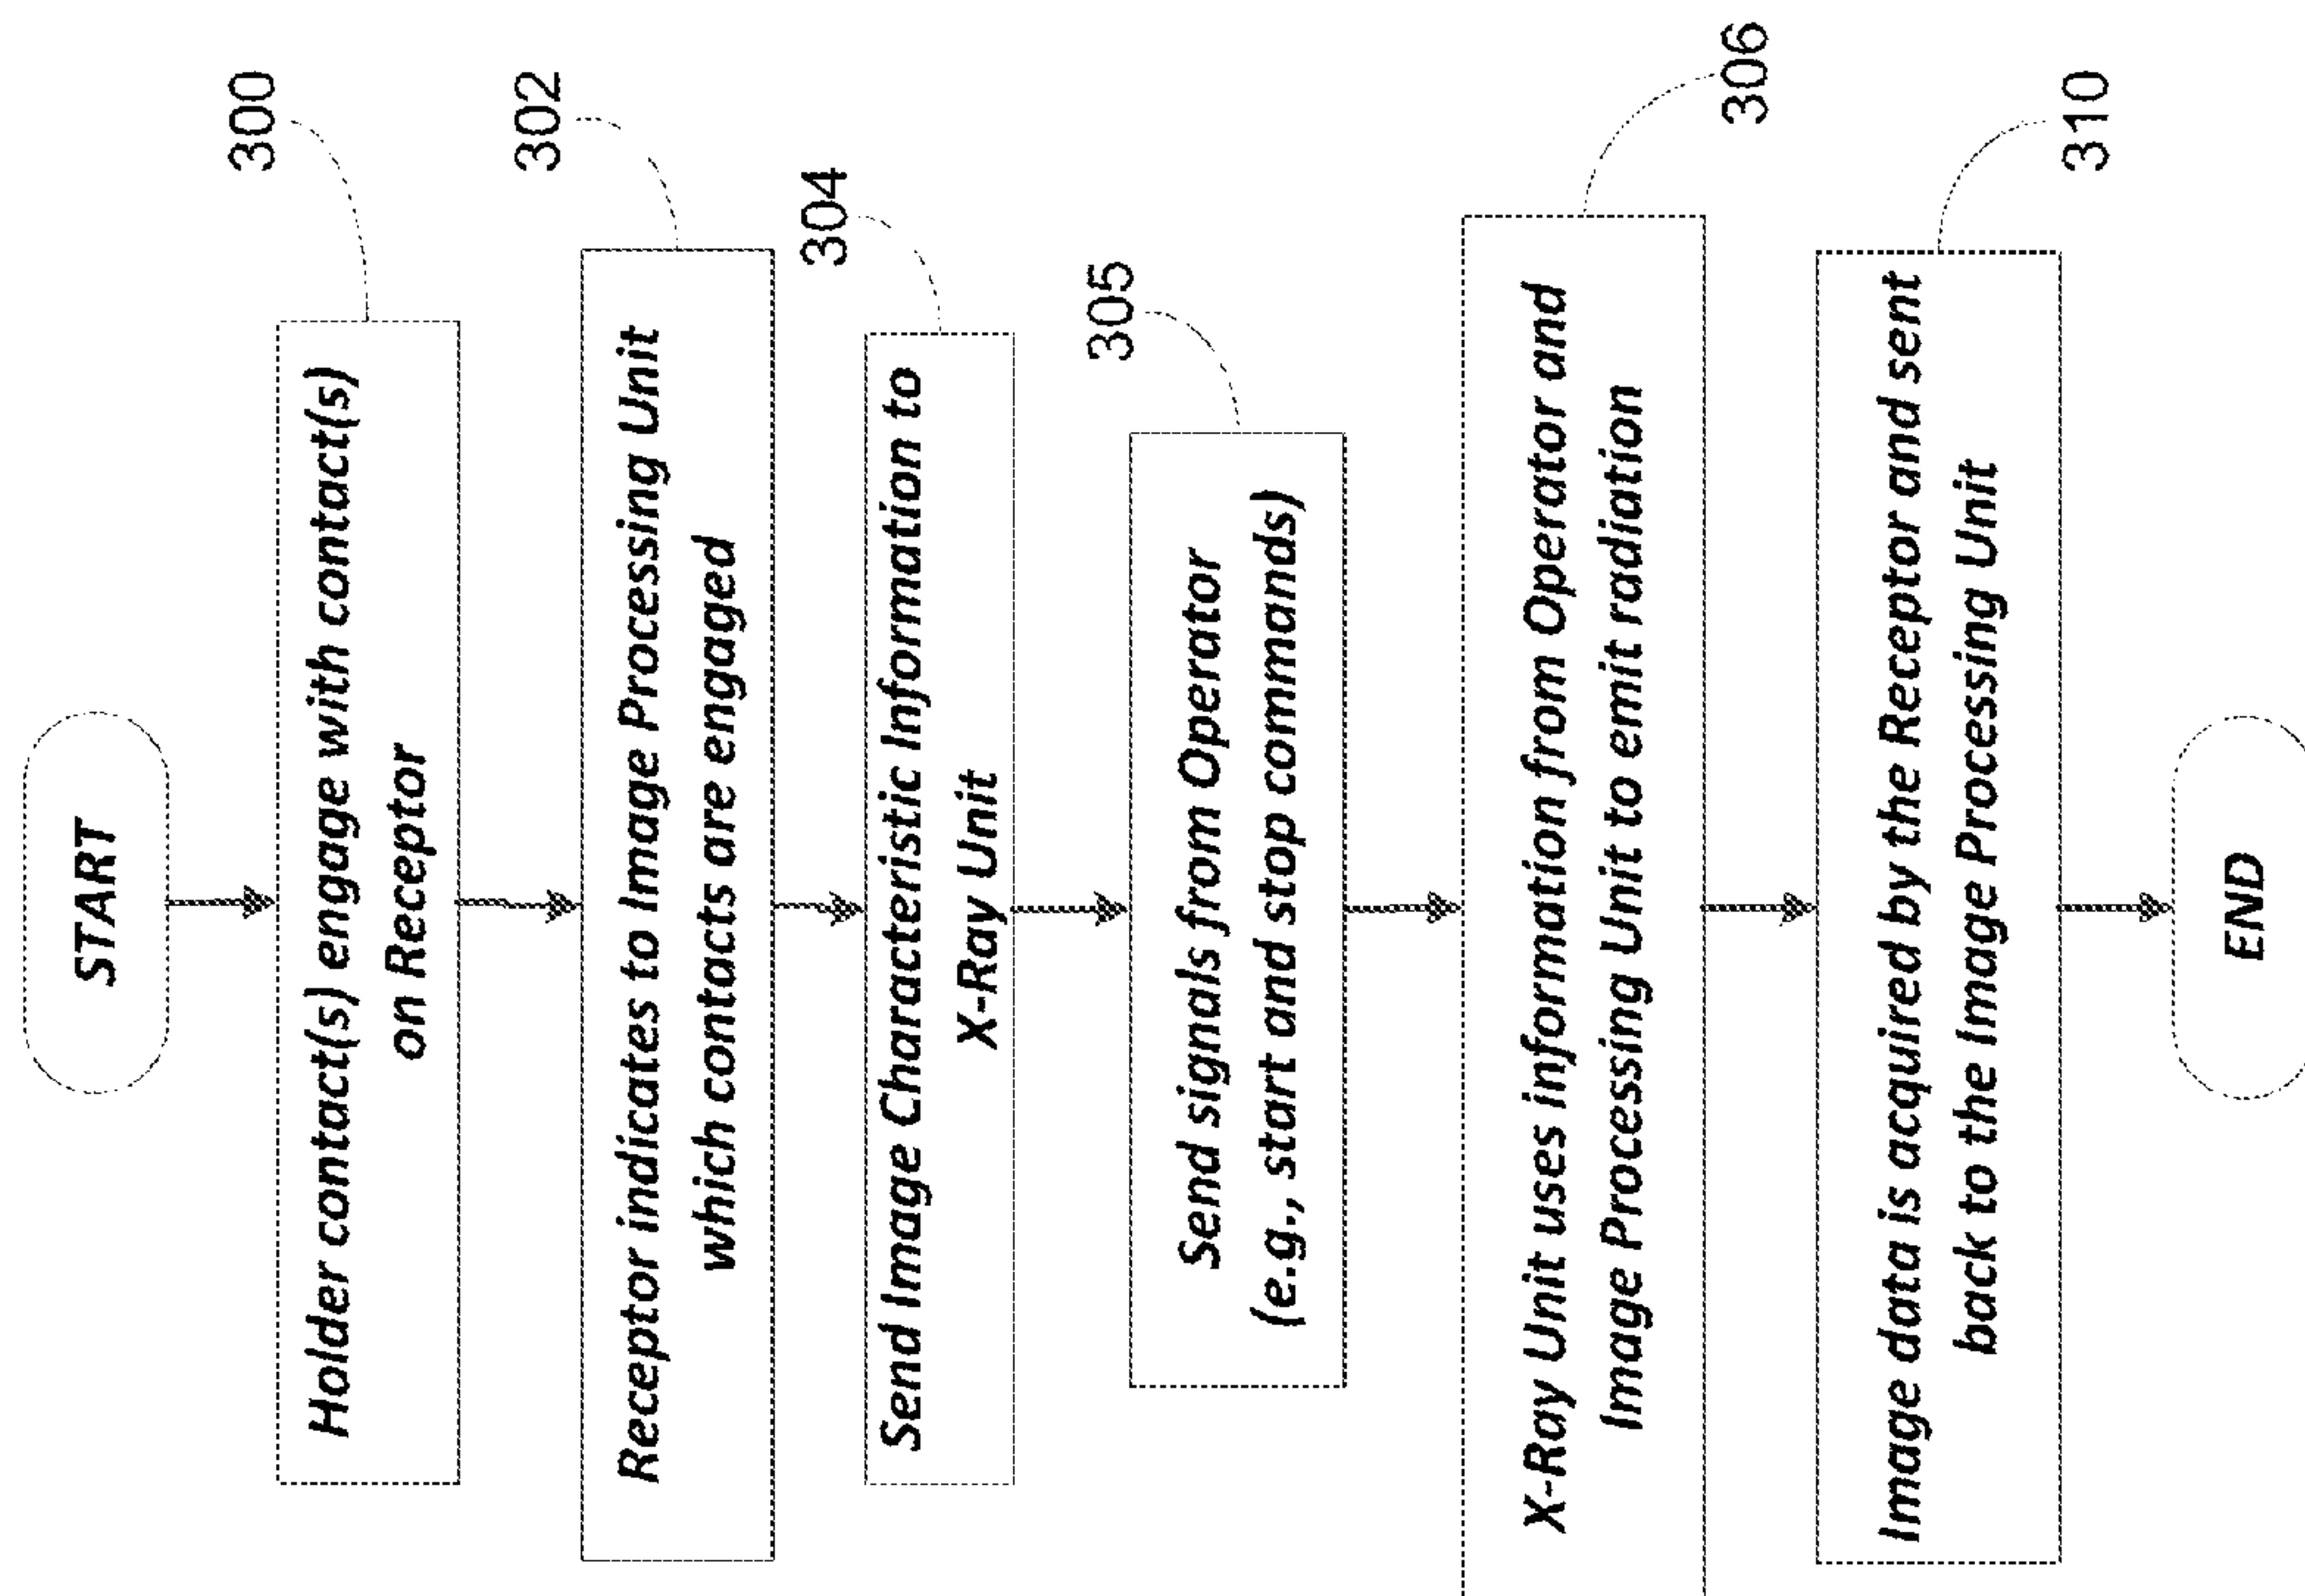 START
300
Holder contact(s) engage with contact(s)
on Receptor
302
Receptor indicates to Image Processing Unit
which contacts are engaged
304
Send Image Characteristic Information to
X-Ray Unit
305
Send signals from Operator
(e.g., start and stop commands)
306
X-Ray Unit uses information from Operator and
Image Processing Unit to emit radiation
310
Image data is acquired by the Receptor and sent
back to the Image Processing Unit
END